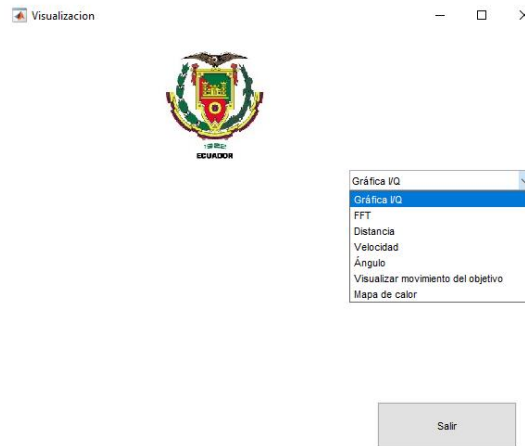 Visualizacion
ECUADOR
Gráfica I/Q
Gráfica I/Q
FFT
Distancia
Velocidad
Ángulo
Visualizar movimiento del objetivo
Mapa de calor
Salir